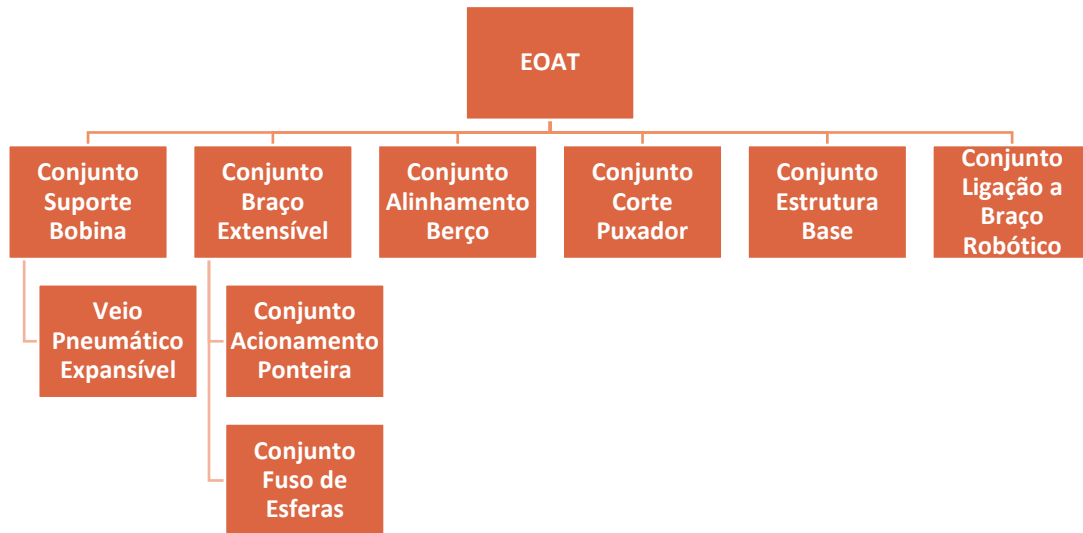 EOAT
Conjunto
Suporte
Bobina
Conjunto
Braço
Extensível
Conjunto
Alinhamento
Berço
Conjunto
Corte
Puxador
Conjunto
Estrutura
Base
Conjunto
Ligação a
Braço
Robótico
Veio
Pneumático
Expansível
Conjunto
Acionamento
Ponteira
Conjunto
Fuso de
Esferas